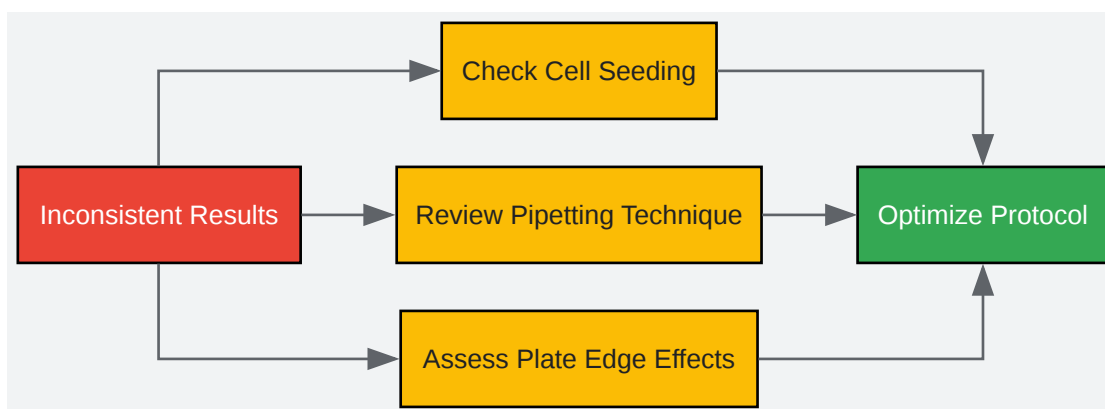 Check Cell Seeding
Inconsistent Results
Review Pipetting Technique
Optimize Protocol
Assess Plate Edge Effects